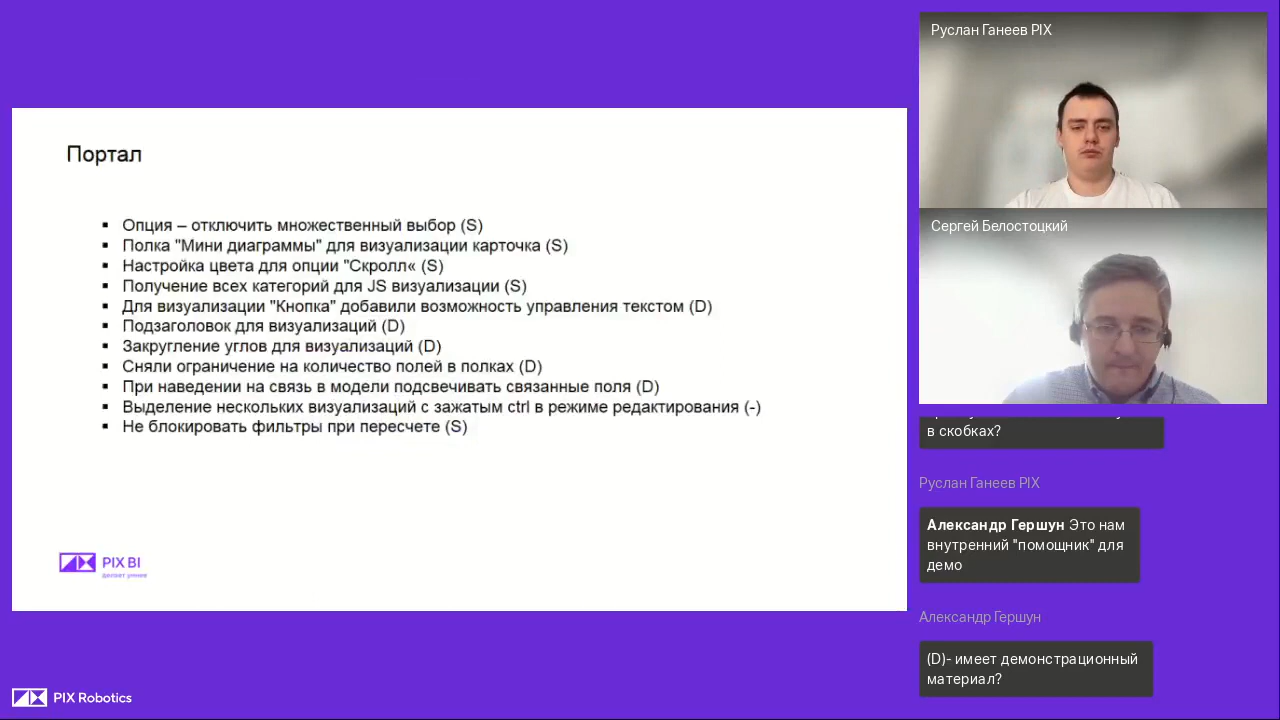 Портал
Опция – отключить множественный выбор (S)
Полка "Мини диаграммы" для визуализации карточка (S)
Настройка цвета для опции "Скролл« (S)
Получение всех категорий для JS визуализации (S)
Для визуализации "Кнопка" добавили возможность управления текстом (D)
Подзаголовок для визуализаций (D)
Закругление углов для визуализаций (D)
Сняли ограничение на количество полей в полках (D)
При наведении на связь в модели подсвечивать связанные поля (D)
Выделение нескольких визуализаций с зажатым ctrl в режиме редактирования (-)
Не блокировать фильтры при пересчете (S)
PIX BI
делает умнее
PIX Robotics
Руслан Ганеев PIX
Сергей Белостоцкий
в скобках?
Руслан Ганеев PIX
Александр Гершун Это нам
внутренний "помощник" для
демо
Александр Гершун
(D)- имеет демонстрационный
материал?